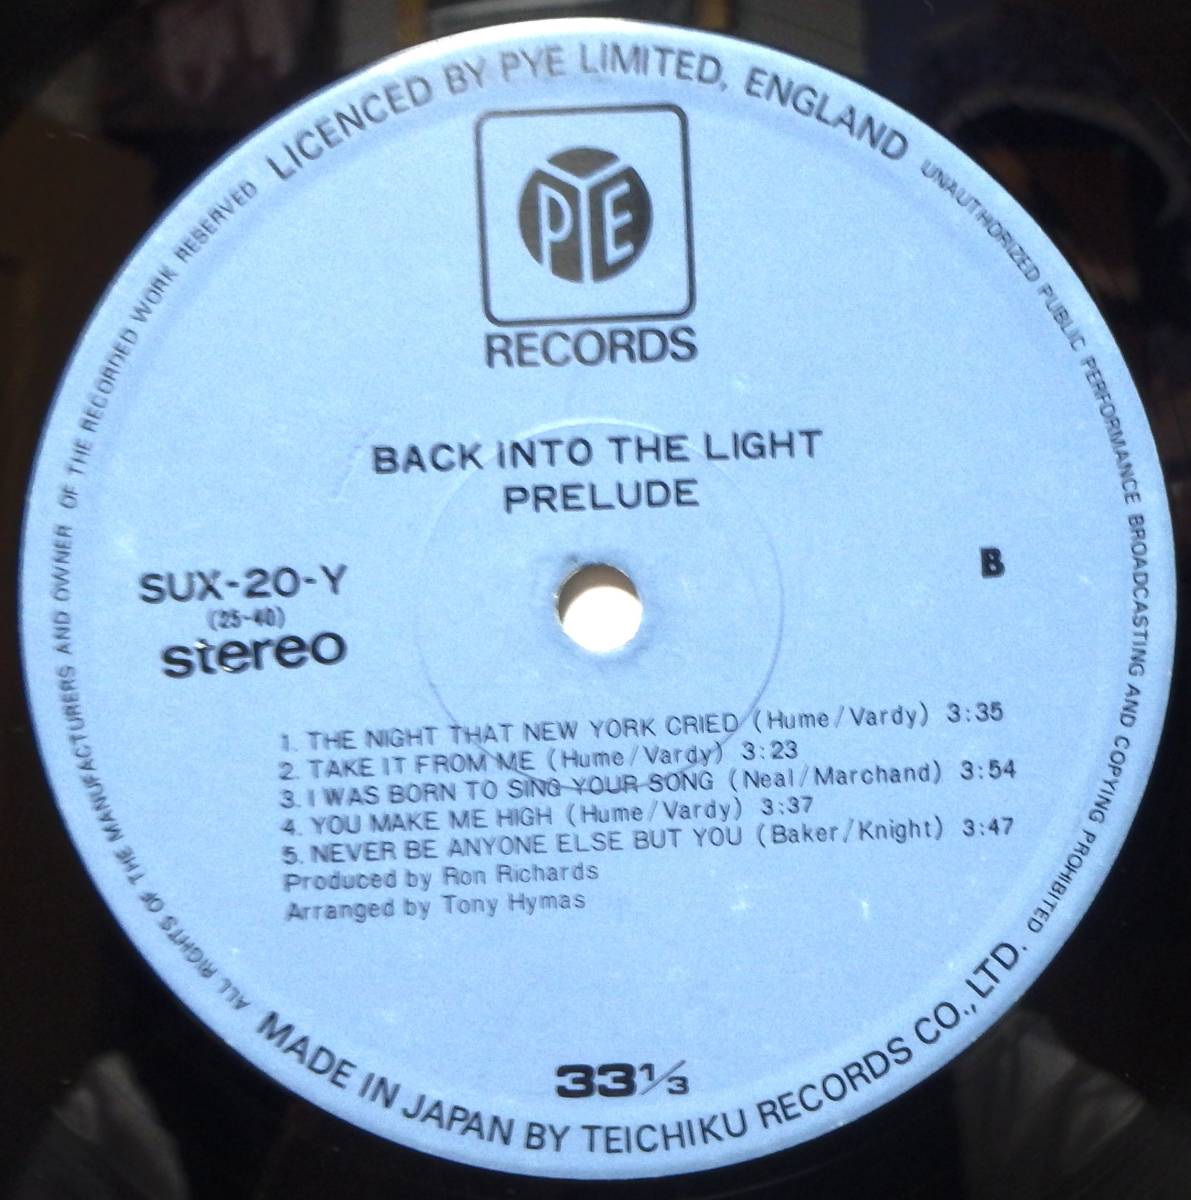 LICENCED BY PYE LIMITED, ENGLAND
UNAUTHORIZED PUBLIC PERFORMANCE BROADCASTING AND COPYING PROHIBITED
PYE
RECORDS
BACK INTO THE LIGHT
PRELUDE
SUX-20-Y
(25-40)
stereo
B
1. THE NIGHT THAT NEW YORK CRIED (Hume/Vardy) 3:35
2. TAKE IT FROM ME (Hume/Vardy) 3:23
3. I WAS BORN TO SING YOUR SONG (Neal/Marchand) 3:54
4. YOU MAKE ME HIGH (Hume/Vardy) 3:37
5. NEVER BE ANYONE ELSE BUT YOU (Baker/Knight) 3:47
Produced by Ron Richards
Arranged by Tony Hymas
33 1/3
MADE IN JAPAN BY TEICHIKU RECORDS CO., LTD.
ALL RIGHTS OF THE MANUFACTURERS AND OWNER OF THE RECORDED WORK RESERVED